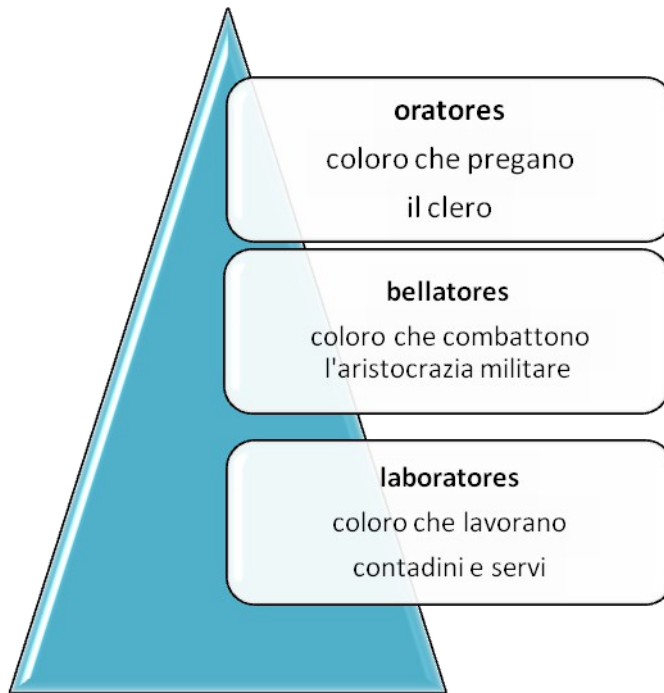 oratores
coloro che pregano
il clero
bellatores
coloro che combattono
l'aristocrazia militare
laboratores
coloro che lavorano
contadini e servi